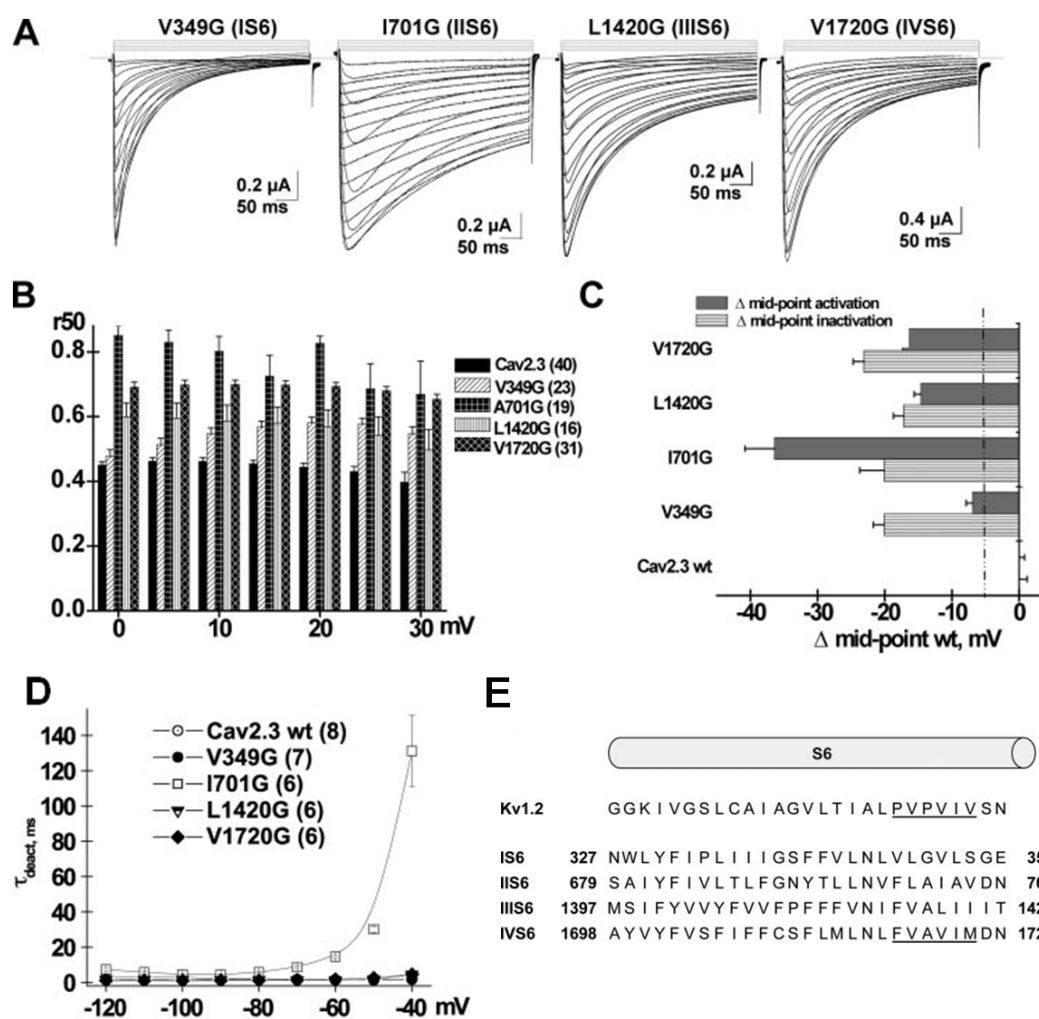 A
V349G (IS6)
I701G (IIS6)
L1420G (IIIS6)
V1720G (IVS6)
0.2 µA
50 ms
0.2 µA
50 ms
0.2 µA
50 ms
0.4 µA
50 ms
B
r50
0.8
0.6
0.4
0.2
0.0
0 10 20 30 mV
Cav2.3 (40)
V349G (23)
A701G (19)
L1420G (16)
V1720G (31)
C
Δ mid-point activation
Δ mid-point inactivation
V1720G
L1420G
I701G
V349G
Cav2.3 wt
-40 -30 -20 -10 0
Δ mid-point wt, mV
D
140
120
100
80
60
40
20
0
τdeact, ms
-120 -100 -80 -60 mV -40
Cav2.3 wt (8)
V349G (7)
I701G (6)
L1420G (6)
V1720G (6)
E
S6
Kv1.2 G G K I V G S L C A I A G V L T I A L P V P V I V S N
IS6 327 N W L Y F I P L I I I G S F F V L N L V L G V L S G E 35
IIS6 679 S A I Y F I V L T L F G N Y T L L N V F L A I A V D N 70
IIIS6 1397 M S I F Y V V Y F V V F P F F F V N I F V A L I I I T 142
IVS6 1698 A Y V Y F V S F I F F C S F L M L N L F V A V I M D N 172